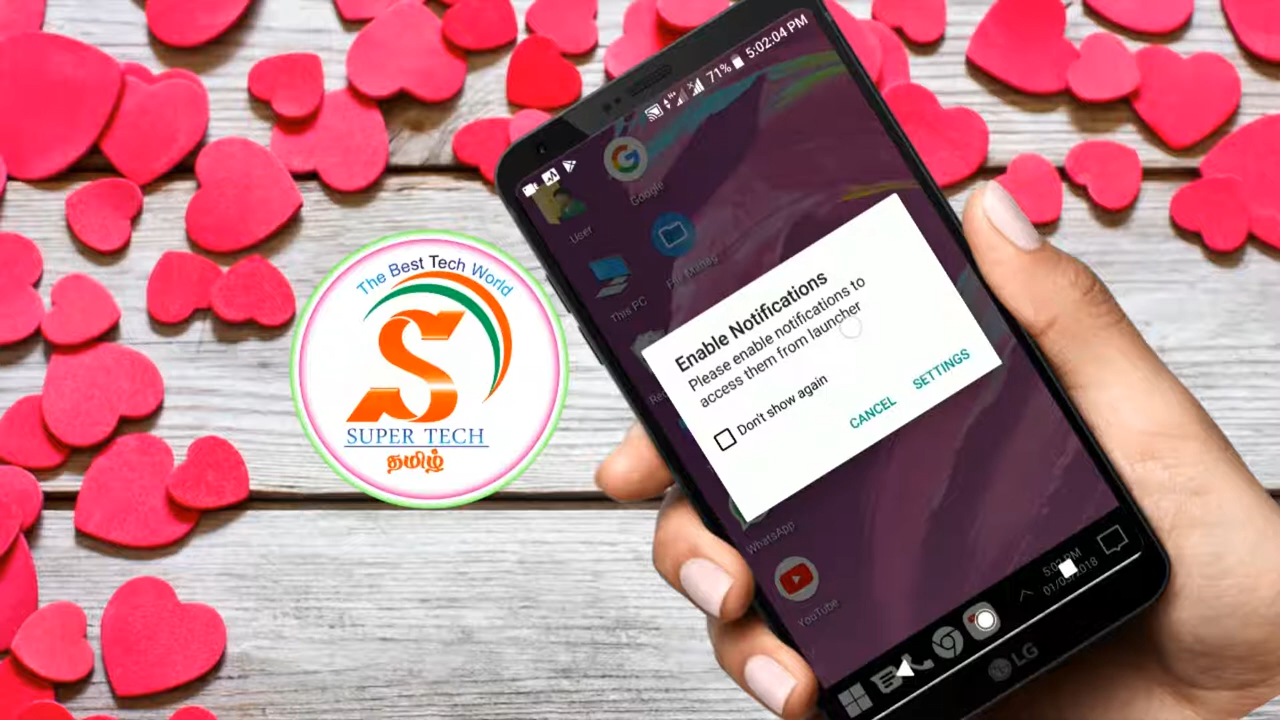 The Best Tech World
SUPER TECH
தமிழ்
71% 5:02:04 PM
Google
User
This PC
Enable Notifications
Please enable notifications to
access them from launcher
Don't show again
CANCEL
SETTINGS
WhatsApp
YouTube
LG